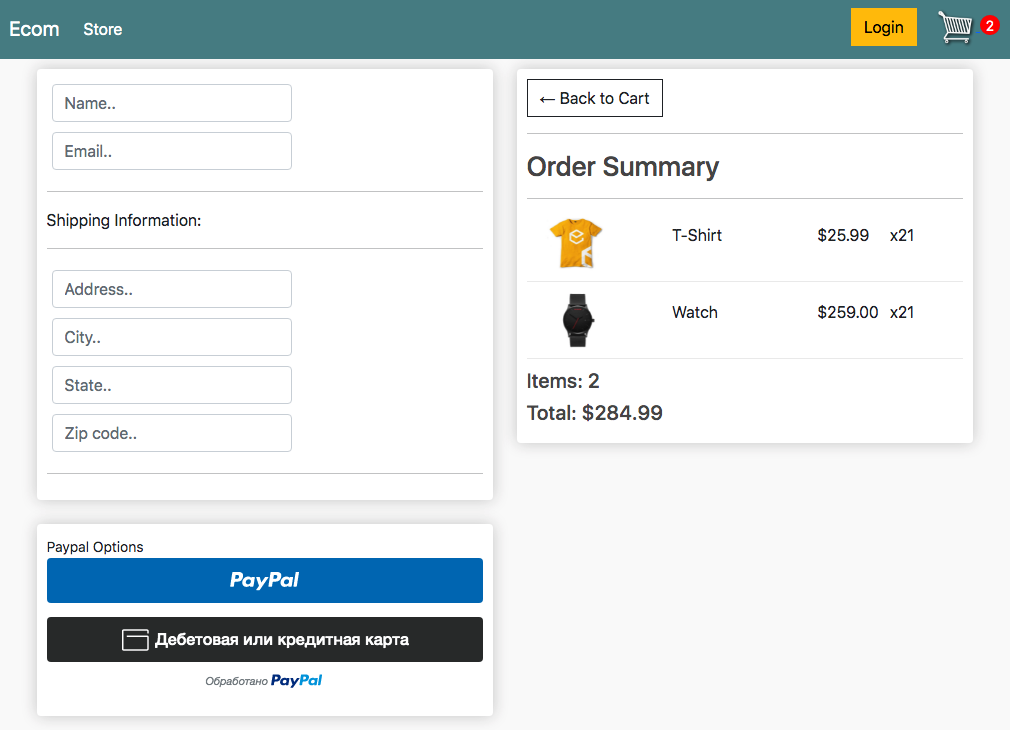 Ecom
Store
Login
2
Name..
Email..
Shipping Information:
Address..
City..
State..
Zip code..
Paypal Options
PayPal
Дебетовая или кредитная карта
Обработано PayPal
← Back to Cart
Order Summary
T-Shirt $25.99 x21
Watch $259.00 x21
Items: 2
Total: $284.99